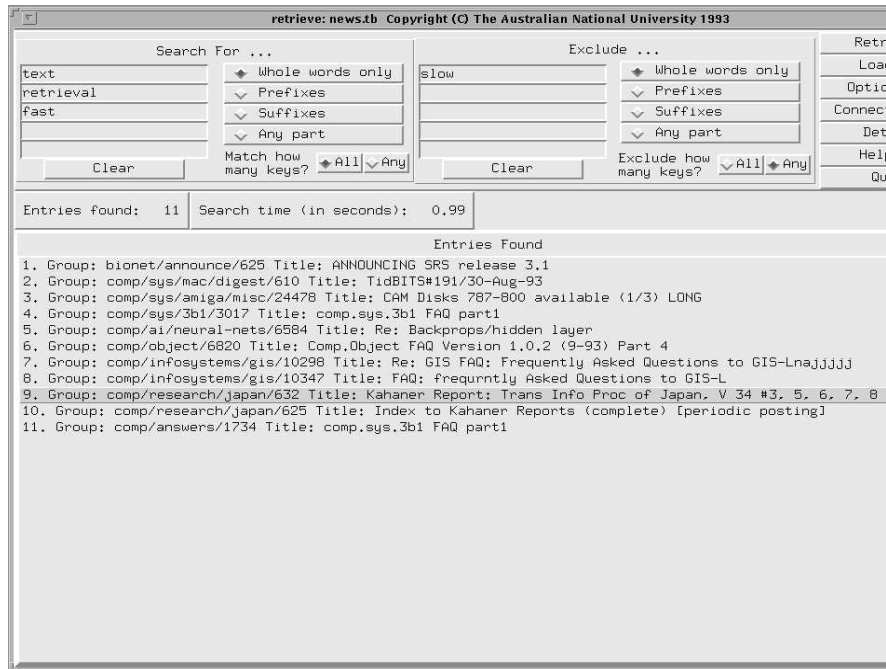 retrieve: news.tb Copyright (C) The Australian National University 1993
Search For ...
text
retrieval
fast
Whole words only
Prefixes
Suffixes
Any part
Clear
Match how many keys? All Any
Exclude ...
slow
Whole words only
Prefixes
Suffixes
Any part
Clear
Exclude how many keys? All Any
Retr
Load
Optio
Connec
Det
Help
Qu
Entries found: 11 Search time (in seconds): 0.99
Entries Found
1. Group: bionet/announce/625 Title: ANNOUNCING SRS release 3.1
2. Group: comp/sys/mac/digest/610 Title: TidBITS#191/30-Aug-93
3. Group: comp/sys/amiga/misc/24478 Title: CAM Disks 787-800 available (1/3) LONG
4. Group: comp/sys/3b1/3017 Title: comp.sys.3b1 FAQ part1
5. Group: comp/ai/neural-nets/6584 Title: Re: Backprops/hidden layer
6. Group: comp/object/6820 Title: Comp.Object FAQ Version 1.0.2 (9-93) Part 4
7. Group: comp/infosystems/gis/10298 Title: Re: GIS FAQ: Frequently Asked Questions to GIS-Lnajjjjj
8. Group: comp/infosystems/gis/10347 Title: FAQ: frequrntly Asked Questions to GIS-L
9. Group: comp/research/japan/632 Title: Kahaner Report: Trans Info Proc of Japan, V 34 #3, 5, 6, 7, 8
10. Group: comp/research/japan/625 Title: Index to Kahaner Reports (complete) [periodic posting]
11. Group: comp/answers/1734 Title: comp.sys.3b1 FAQ part1